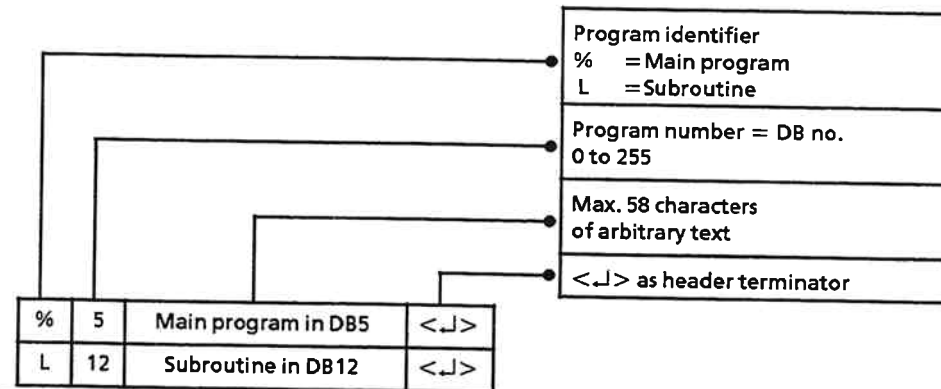 Program identifier
% = Main program
L = Subroutine
Program number = DB no.
0 to 255
Max. 58 characters
of arbitrary text
<↵> as header terminator
% 5 Main program in DB5 <↵>
L 12 Subroutine in DB12 <↵>